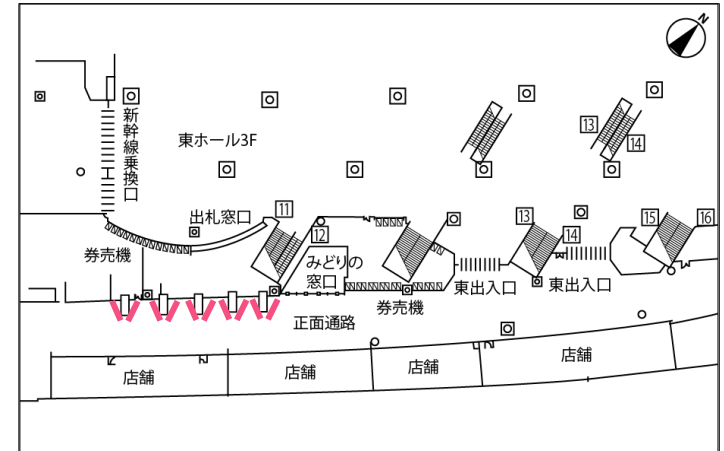 N
新幹線乗換口
東ホール3F
13
14
出札窓口
11
12
13
14
15
16
券売機
みどりの
窓口
東出入口
東出入口
券売機
正面通路
店舗
店舗
店舗
店舗